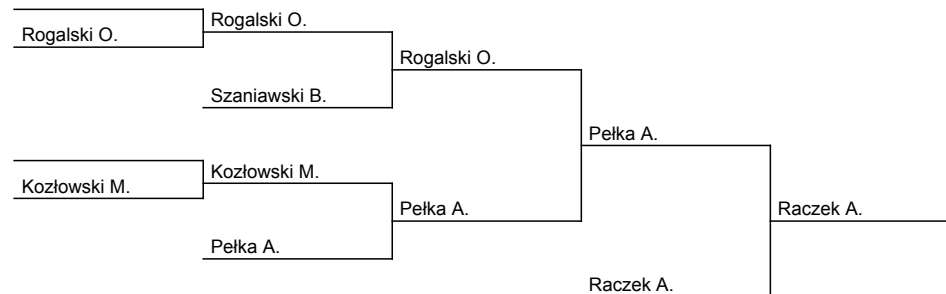 Rogalski O.
Rogalski O.
Rogalski O.
Szaniawski B.
Pełka A.
Kozłowski M.
Kozłowski M.
Pełka A.
Raczek A.
Pełka A.
Raczek A.